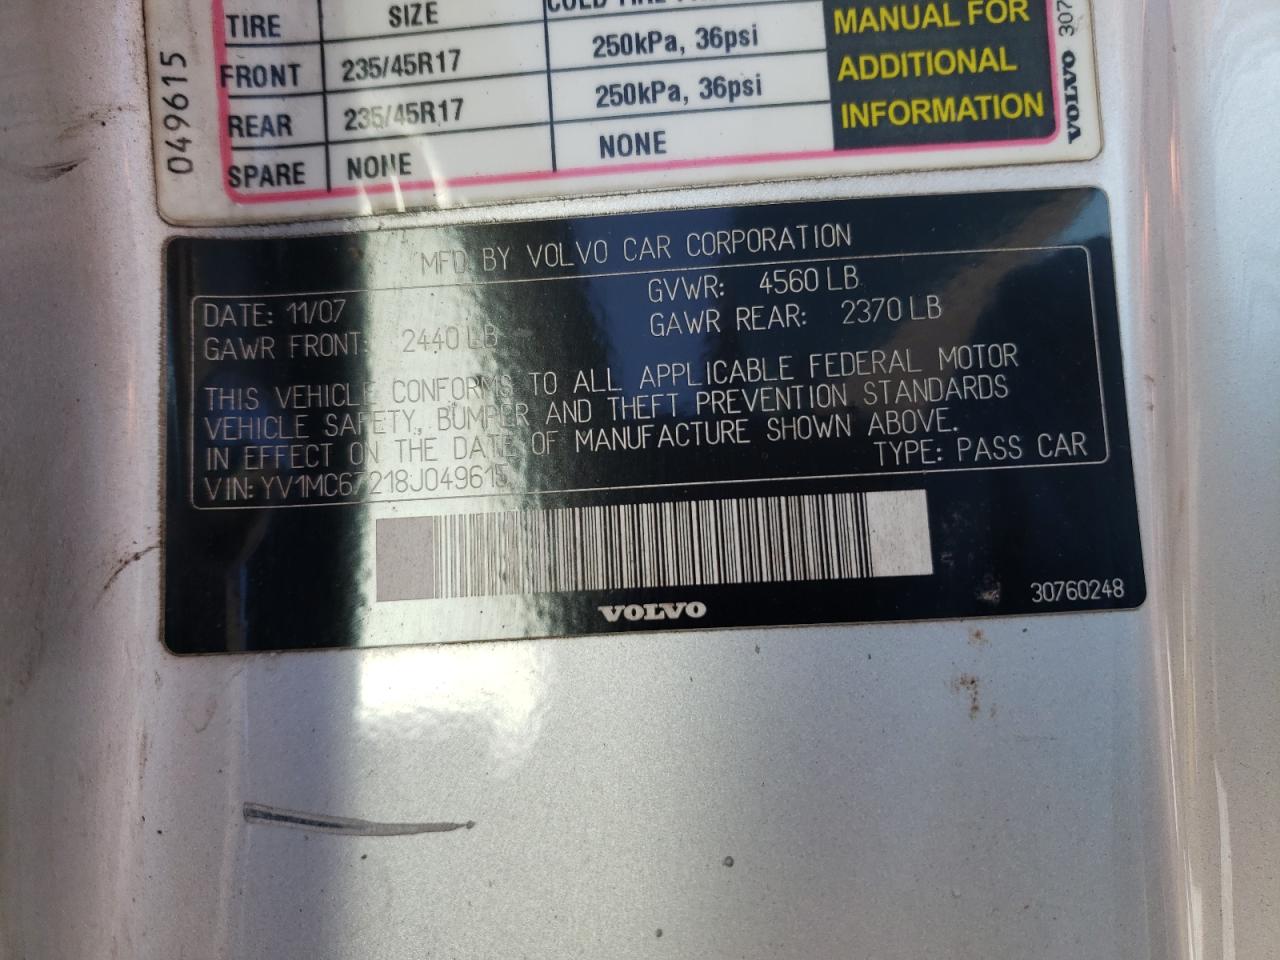 TIRE SIZE
FRONT 235/45R17 250kPa, 36psi
REAR 235/45R17 250kPa, 36psi
SPARE NONE NONE
MANUAL FOR
ADDITIONAL
INFORMATION
049615
VOLVO
MFD BY VOLVO CAR CORPORATION
DATE: 11/07 GVWR: 4560 LB
GAWR FRONT: 2440 LB GAWR REAR: 2370 LB
THIS VEHICLE CONFORMS TO ALL APPLICABLE FEDERAL MOTOR
VEHICLE SAFETY, BUMPER AND THEFT PREVENTION STANDARDS
IN EFFECT ON THE DATE OF MANUFACTURE SHOWN ABOVE.
VIN: YV1MC67218J049615 TYPE: PASS CAR
VOLVO
30760248